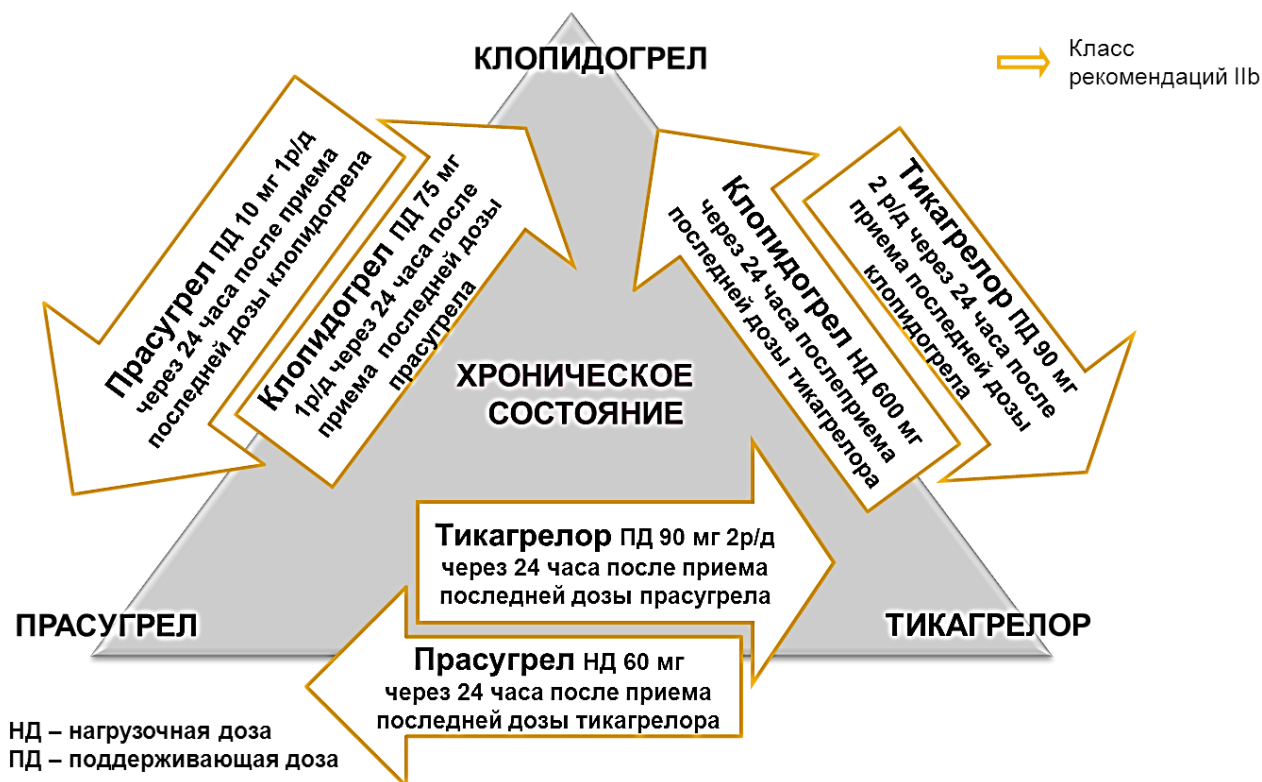 КЛОПИДОГРЕЛ
Класс
рекомендаций IIb
Прасугрел ПД 10 мг 1р/д
через 24 часа после приема
последней дозы клопидогрела
Клопидогрел ПД 75 мг
1р/д через 24 часа после
приема последней дозы
прасугрела
Клопидогрел НД 600 мг
через 24 часа послеприема
последней дозы тикагрелора
Тикагрелор ПД 90 мг
2 р/д через 24 часа после
приема последней дозы
клопидогрела
ХРОНИЧЕСКОЕ
СОСТОЯНИЕ
Тикагрелор ПД 90 мг 2р/д
через 24 часа после приема
последней дозы прасугрела
ПРАСУГРЕЛ
ТИКАГРЕЛОР
Прасугрел НД 60 мг
через 24 часа после приема
последней дозы тикагрелора
НД – нагрузочная доза
ПД – поддерживающая доза